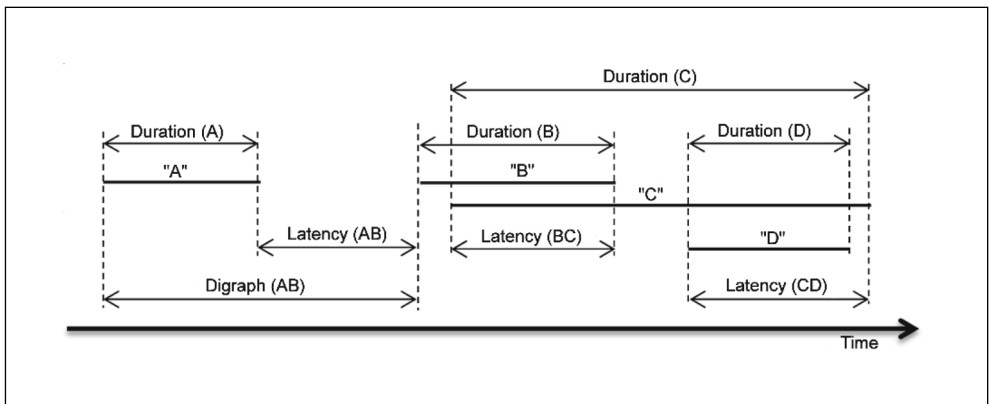 Duration (C)
Duration (A)
Duration (B)
Duration (D)
"A"
"B"
"C"
Latency (AB)
Latency (BC)
"D"
Digraph (AB)
Latency (CD)
Time